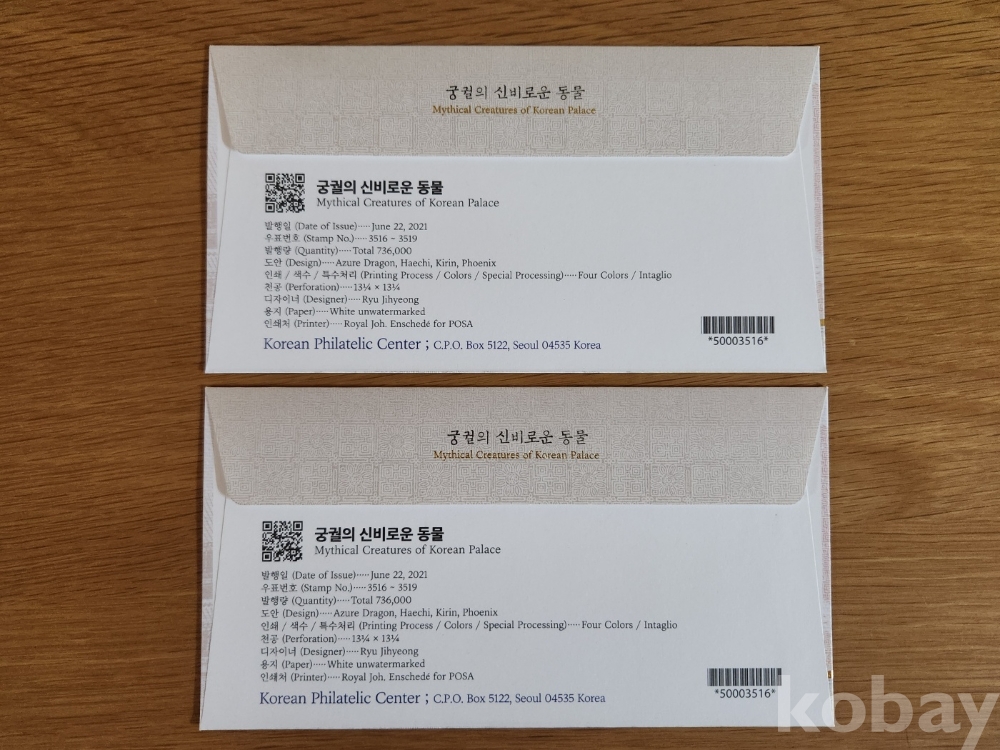 궁궐의 신비로운 동물
Mythical Creatures of Korean Palace
궁궐의 신비로운 동물
Mythical Creatures of Korean Palace
발행일 (Date of Issue)·····June 22, 2021
우표번호 (Stamp No.)·····3516 ~ 3519
발행량 (Quantity)·····Total 736,000
도안 (Design)·····Azure Dragon, Haechi, Kirin, Phoenix
인쇄 / 색수 / 특수처리 (Printing Process / Colors / Special Processing)·····Four Colors / Intaglio
천공 (Perforation)·····13¼ × 13¼
디자이너 (Designer)·····Ryu Jihyeong
용지 (Paper)·····White unwatermarked
인쇄처 (Printer)·····Royal Joh. Enschedé for POSA
Korean Philatelic Center ; C.P.O. Box 5122, Seoul 04535 Korea
*50003516*
궁궐의 신비로운 동물
Mythical Creatures of Korean Palace
궁궐의 신비로운 동물
Mythical Creatures of Korean Palace
발행일 (Date of Issue)·····June 22, 2021
우표번호 (Stamp No.)·····3516 ~ 3519
발행량 (Quantity)·····Total 736,000
도안 (Design)·····Azure Dragon, Haechi, Kirin, Phoenix
인쇄 / 색수 / 특수처리 (Printing Process / Colors / Special Processing)·····Four Colors / Intaglio
천공 (Perforation)·····13¼ × 13¼
디자이너 (Designer)·····Ryu Jihyeong
용지 (Paper)·····White unwatermarked
인쇄처 (Printer)·····Royal Joh. Enschedé for POSA
Korean Philatelic Center ; C.P.O. Box 5122, Seoul 04535 Korea
*50003516*
kobay